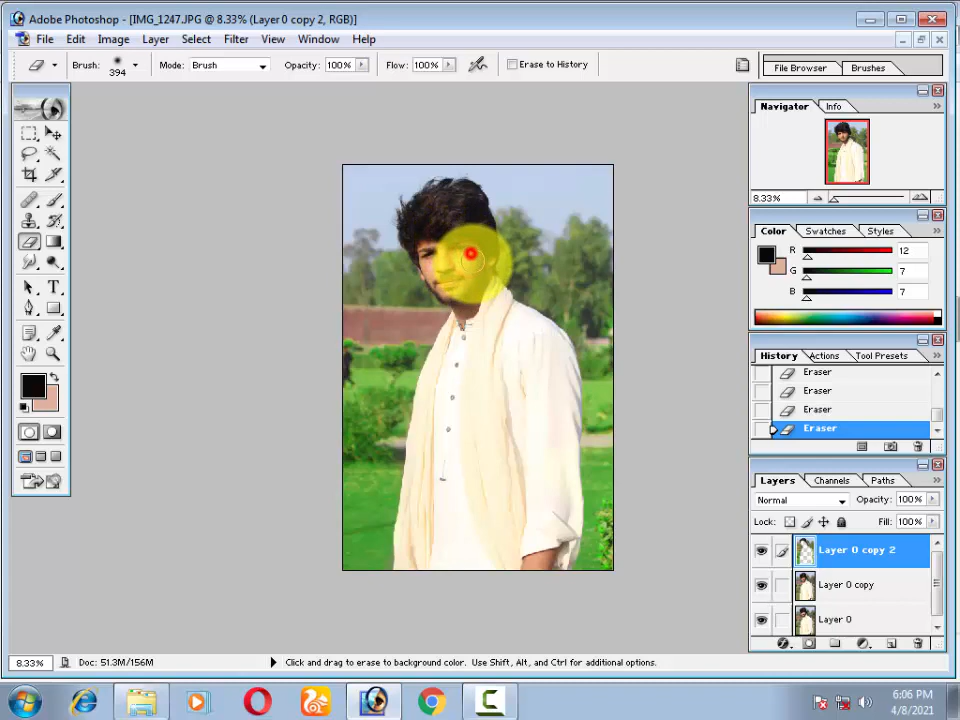 Adobe Photoshop - [IMG_1247.JPG @ 8.33% (Layer 0 copy 2, RGB)]
File Edit Image Layer Select Filter View Window Help
Brush: 394 Mode: Brush Opacity: 100% Flow: 100% Erase to History File Browser Brushes
Navigator Info
8.33%
Color Swatches Styles
R 12
G 7
B 7
History Actions Tool Presets
Eraser
Eraser
Eraser
Eraser
Layers Channels Paths
Normal Opacity: 100%
Lock: Fill: 100%
Layer 0 copy 2
Layer 0 copy
Layer 0
8.33% Doc: 51.3M/156M Click and drag to erase to background color. Use Shift, Alt, and Ctrl for additional options.
6:06 PM
4/8/2021